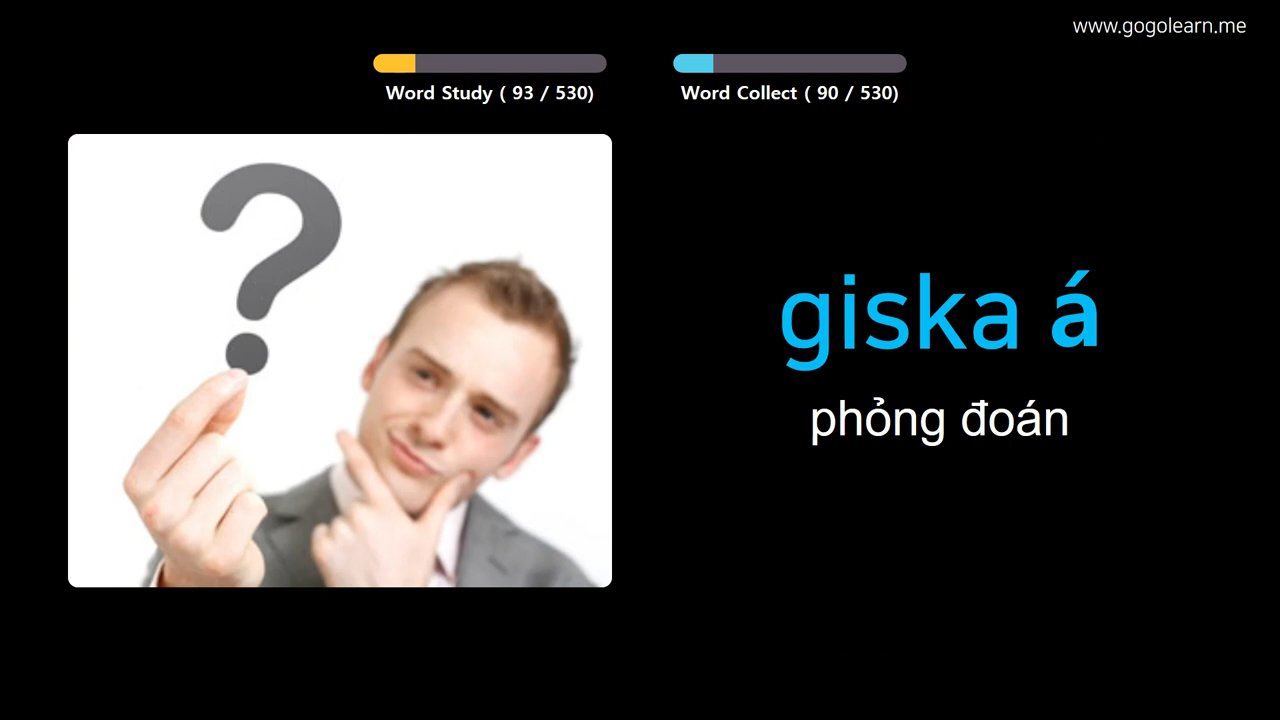 www.gogolearn.me
Word Study ( 93 / 530)
Word Collect ( 90 / 530)
?
giska á
phỏng đoán